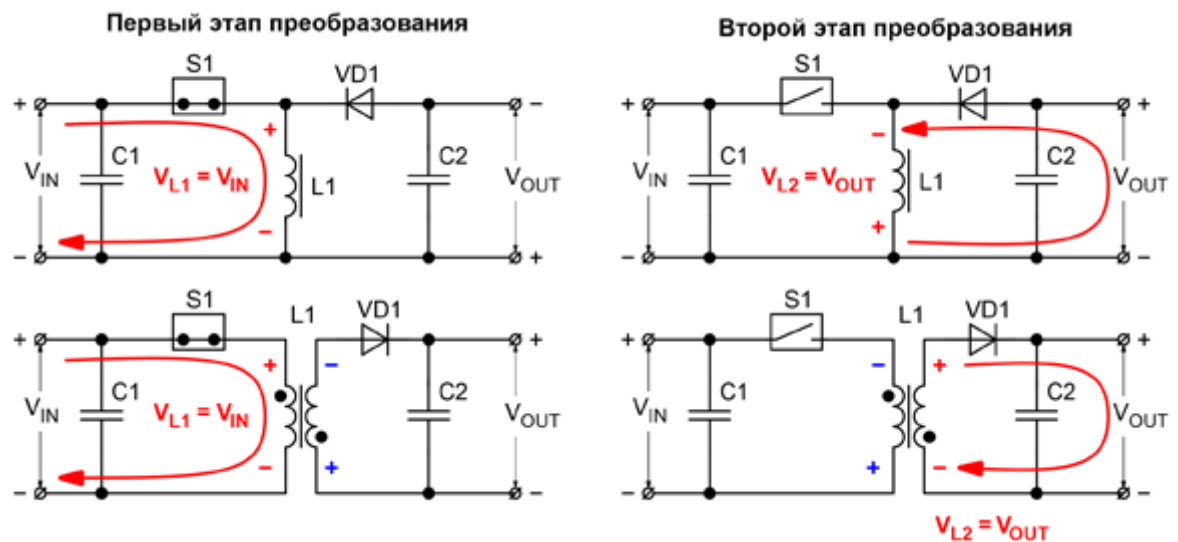 Первый этап преобразования
Второй этап преобразования
S1
VD1
+
−
VIN
C1
VL1 = VIN
+
−
L1
C2
VOUT
−
+
S1
VD1
+
+
VIN
C1
VL2 = VOUT
−
+
L1
C2
VOUT
−
−
S1
L1
VD1
+
+
VIN
C1
VL1 = VIN
+
−
−
+
C2
VOUT
−
−
S1
L1
VD1
+
+
VIN
C1
−
+
+
−
C2
VOUT
−
−
VL2 = VOUT